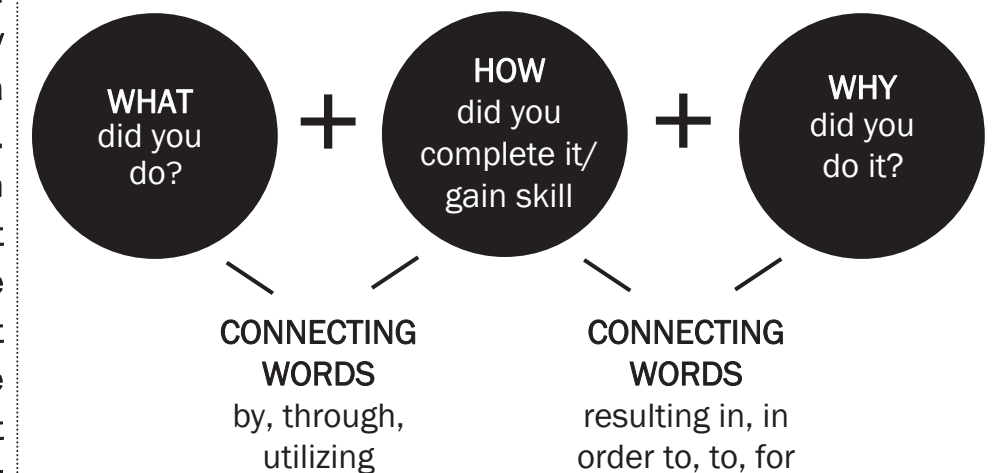 WHAT
did you
do?
+
HOW
did you
complete it/
gain skill
+
WHY
did you
do it?
CONNECTING
WORDS
by, through,
utilizing
CONNECTING
WORDS
resulting in, in
order to, to, for